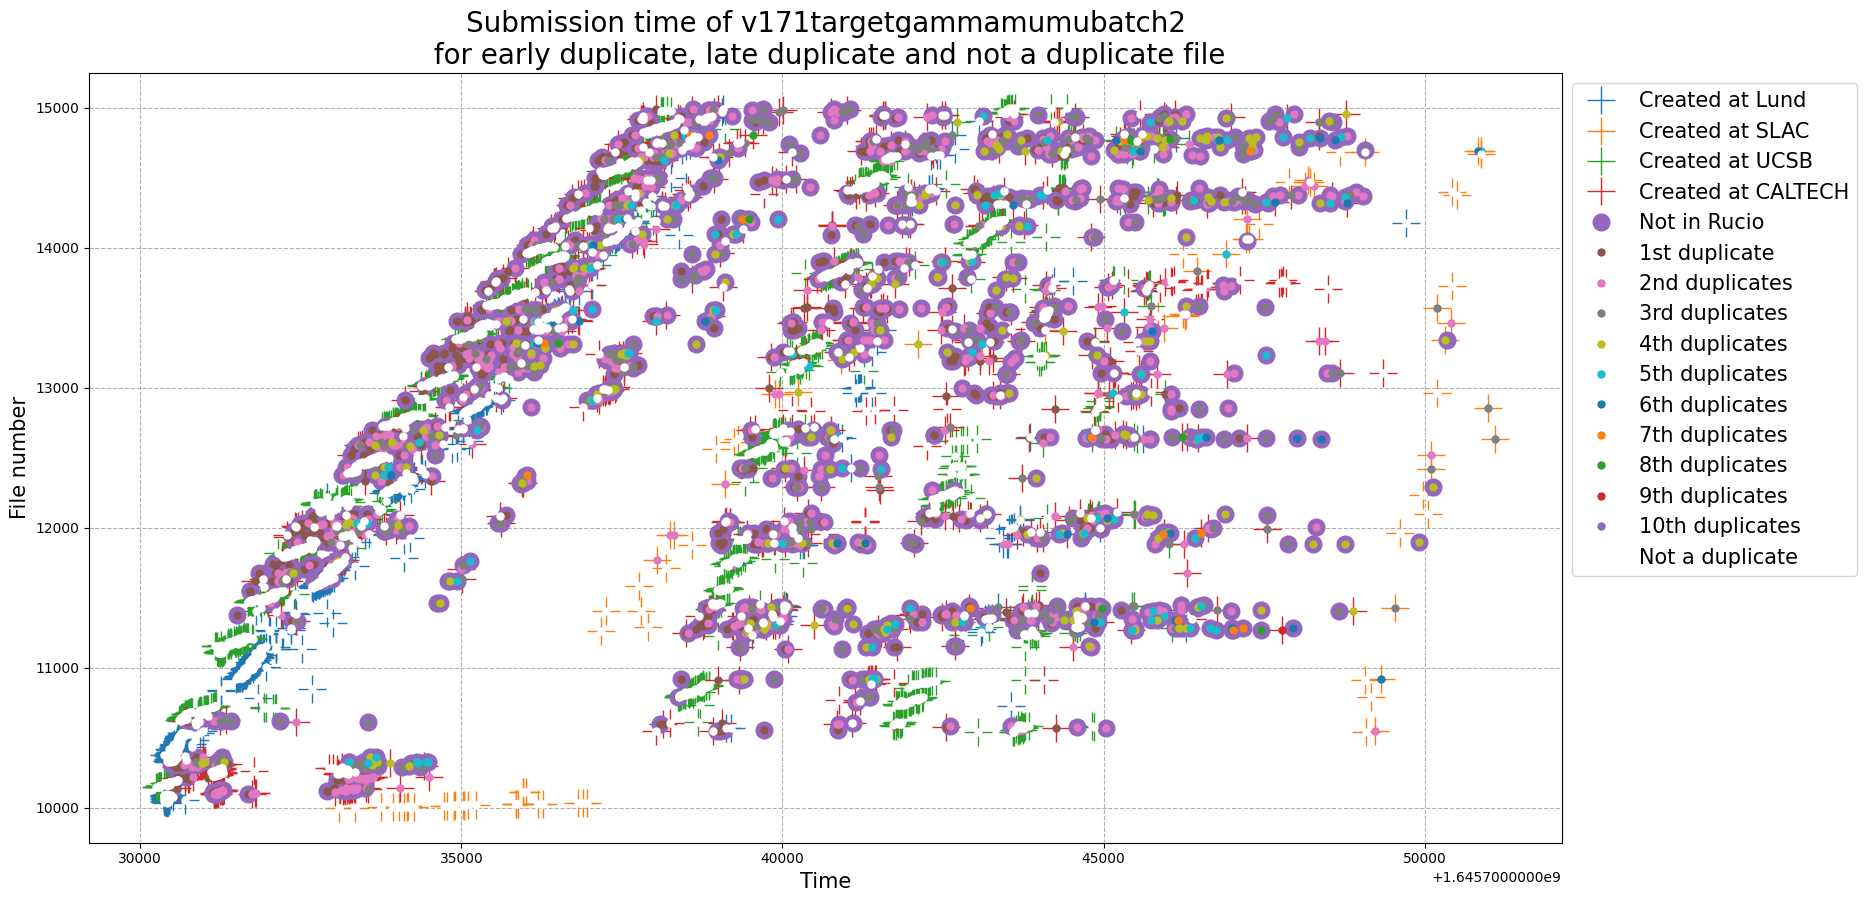 Submission time of v171targetgammamumubatch2
for early duplicate, late duplicate and not a duplicate file
File number
15000
14000
13000
12000
11000
10000
30000
35000
40000
45000
50000
+1.6457000000e9
Time
Created at Lund
Created at SLAC
Created at UCSB
Created at CALTECH
Not in Rucio
1st duplicate
2nd duplicates
3rd duplicates
4th duplicates
5th duplicates
6th duplicates
7th duplicates
8th duplicates
9th duplicates
10th duplicates
Not a duplicate